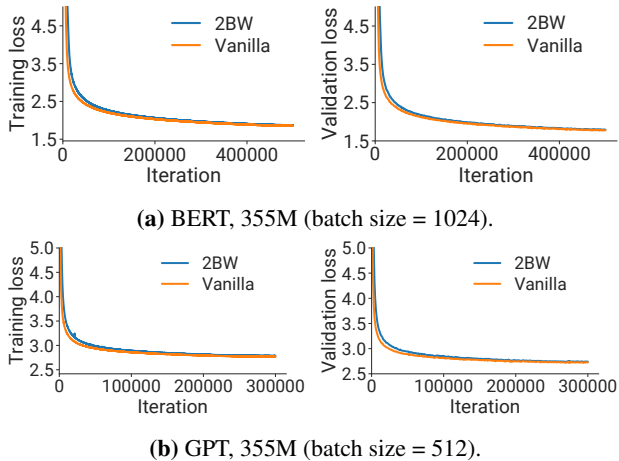 Training loss
4.5
3.5
2.5
1.5
0
200000
400000
Iteration
2BW
Vanilla
Validation loss
4.5
3.5
2.5
1.5
0
200000
400000
Iteration
2BW
Vanilla
(a) BERT, 355M (batch size = 1024).
Training loss
5.0
4.5
4.0
3.5
3.0
2.5
0
100000
200000
300000
Iteration
2BW
Vanilla
Validation loss
5.0
4.5
4.0
3.5
3.0
2.5
0
100000
200000
300000
Iteration
2BW
Vanilla
(b) GPT, 355M (batch size = 512).